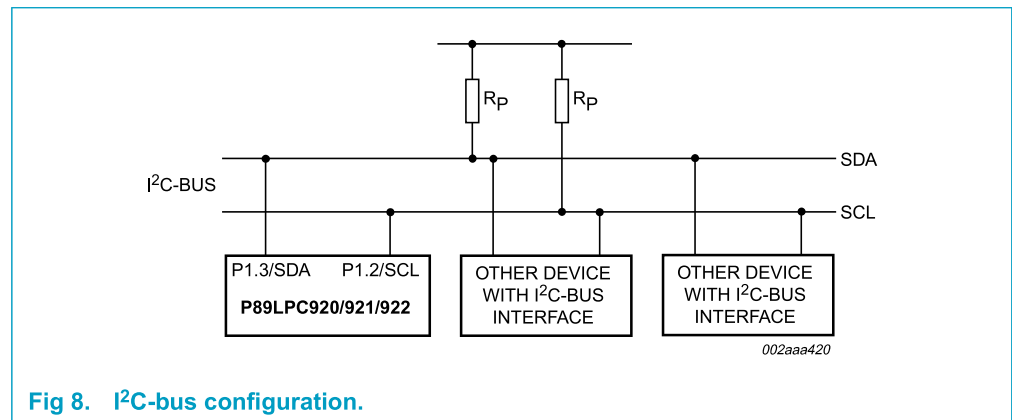 RP RP
SDA
I²C-BUS
SCL
P1.3/SDA P1.2/SCL
P89LPC920/921/922
OTHER DEVICE
WITH I²C-BUS
INTERFACE
OTHER DEVICE
WITH I²C-BUS
INTERFACE
002aaa420
Fig 8. I²C-bus configuration.